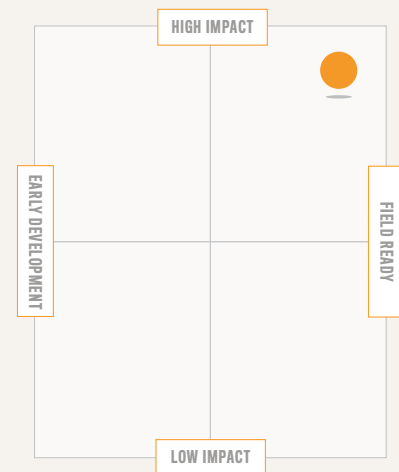 HIGH IMPACT
EARLY DEVELOPMENT
FIELD READY
LOW IMPACT